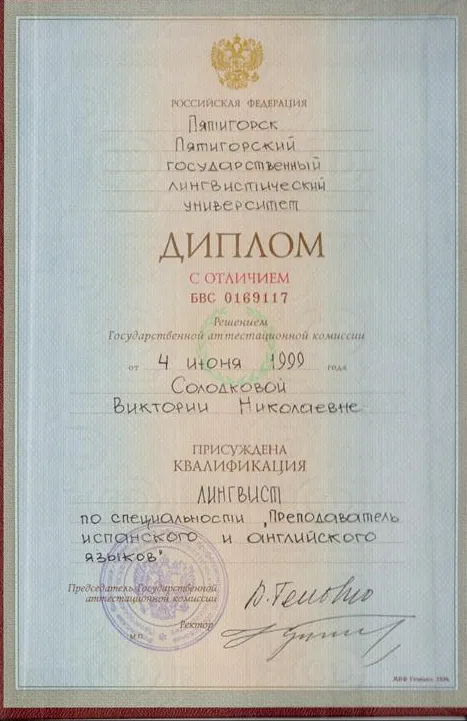 РОССИЙСКАЯ ФЕДЕРАЦИЯ
Пятигорск
Пятигорский
государственный
лингвистический
университет
ДИПЛОМ
С ОТЛИЧИЕМ
БВС 0169117
Решением
Государственной аттестационной комиссии
от 4 июня 1999 года
Солодковой
Виктории Николаевне
ПРИСУЖДЕНА
КВАЛИФИКАЦИЯ
ЛИНГВИСТ
по специальности „Преподаватель
испанского и английского
языков"
Председатель Государственной
аттестационной комиссии
Ректор
М.П.